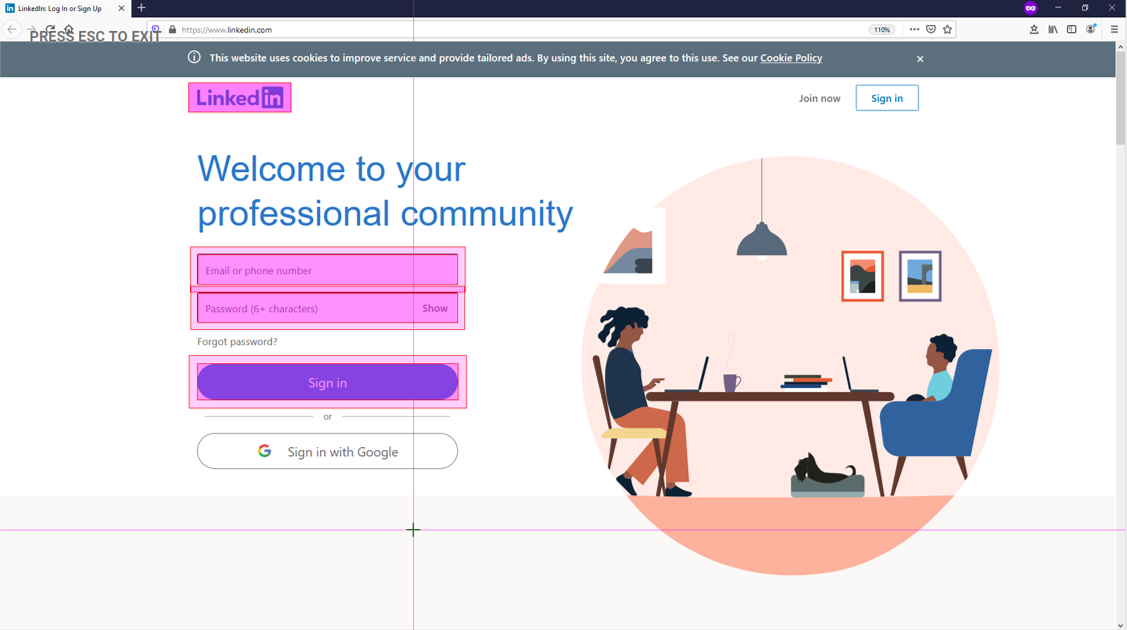 LinkedIn: Log In or Sign Up
https://www.linkedin.com
110%
PRESS ESC TO EXIT
This website uses cookies to improve service and provide tailored ads. By using this site, you agree to this use. See our Cookie Policy
LinkedIn
Join now
Sign in
Welcome to your
professional community
Email or phone number
Password (6+ characters)
Show
Forgot password?
Sign in
or
Sign in with Google